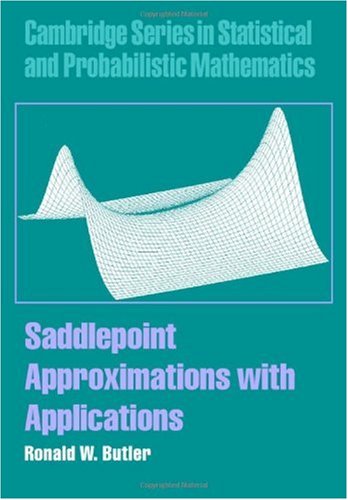 Cambridge Series in Statistical
and Probabilistic Mathematics
Saddlepoint
Approximations with
Applications
Ronald W. Butler